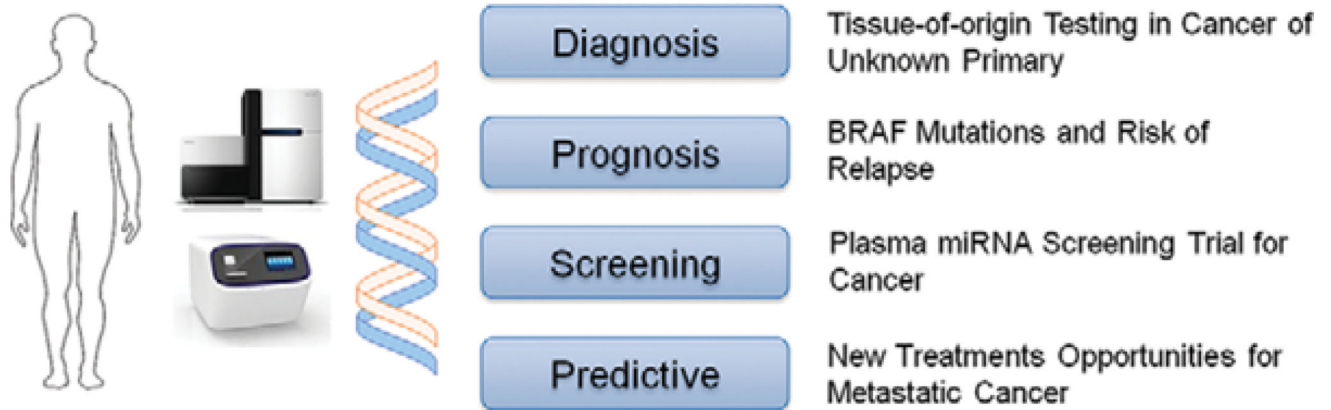 Diagnosis
Tissue-of-origin Testing in Cancer of
Unknown Primary
Prognosis
BRAF Mutations and Risk of
Relapse
Screening
Plasma miRNA Screening Trial for
Cancer
Predictive
New Treatments Opportunities for
Metastatic Cancer